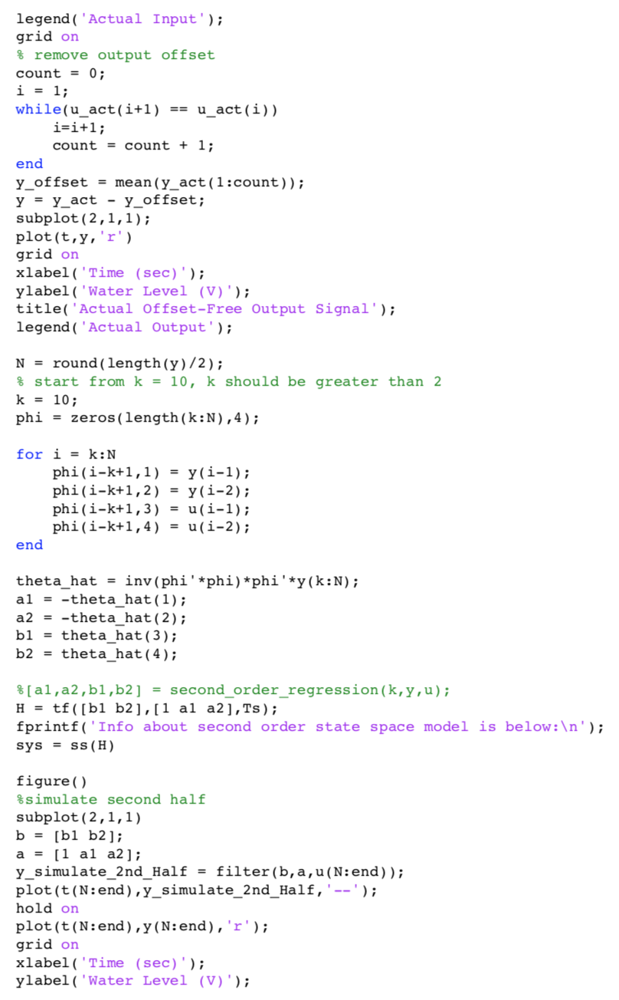 legend('Actual Input');
grid on
% remove output offset
count = 0;
i = 1;
while(u_act(i+1) == u_act(i))
    i=i+1;
    count = count + 1;
end
y_offset = mean(y_act(1:count));
y = y_act - y_offset;
subplot(2,1,1);
plot(t,y,'r')
grid on
xlabel('Time (sec)');
ylabel('Water Level (V)');
title('Actual Offset-Free Output Signal');
legend('Actual Output');

N = round(length(y)/2);
% start from k = 10, k should be greater than 2
k = 10;
phi = zeros(length(k:N),4);

for i = k:N
    phi(i-k+1,1) = y(i-1);
    phi(i-k+1,2) = y(i-2);
    phi(i-k+1,3) = u(i-1);
    phi(i-k+1,4) = u(i-2);
end

theta_hat = inv(phi'*phi)*phi'*y(k:N);
a1 = -theta_hat(1);
a2 = -theta_hat(2);
b1 = theta_hat(3);
b2 = theta_hat(4);

%[a1,a2,b1,b2] = second_order_regression(k,y,u);
H = tf([b1 b2],[1 a1 a2],Ts);
fprintf('Info about second order state space model is below:\n');
sys = ss(H)

figure()
%simulate second half
subplot(2,1,1)
b = [b1 b2];
a = [1 a1 a2];
y_simulate_2nd_Half = filter(b,a,u(N:end));
plot(t(N:end),y_simulate_2nd_Half,'--');
hold on
plot(t(N:end),y(N:end),'r');
grid on
xlabel('Time (sec)');
ylabel('Water Level (V)');